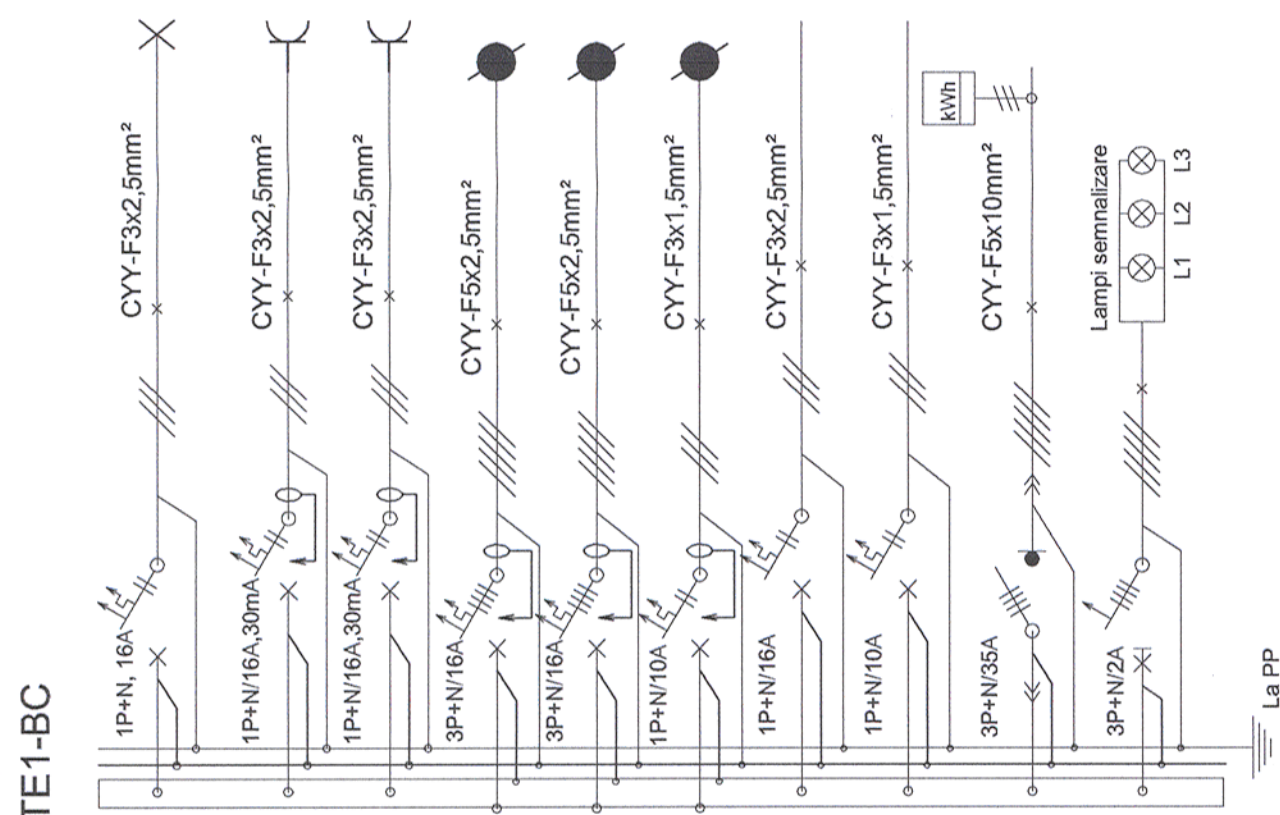 TE1-BC
1P+N, 16A
CYY-F3x2,5mm²
1P+N/16A,30mA
CYY-F3x2,5mm²
1P+N/16A,30mA
CYY-F3x2,5mm²
3P+N/16A
CYY-F5x2,5mm²
3P+N/16A
CYY-F5x2,5mm²
1P+N/10A
CYY-F3x1,5mm²
1P+N/16A
CYY-F3x2,5mm²
1P+N/10A
CYY-F3x1,5mm²
3P+N/35A
CYY-F5x10mm²
kWh
3P+N/2A
Lampi semnalizare
L1
L2
L3
La PP